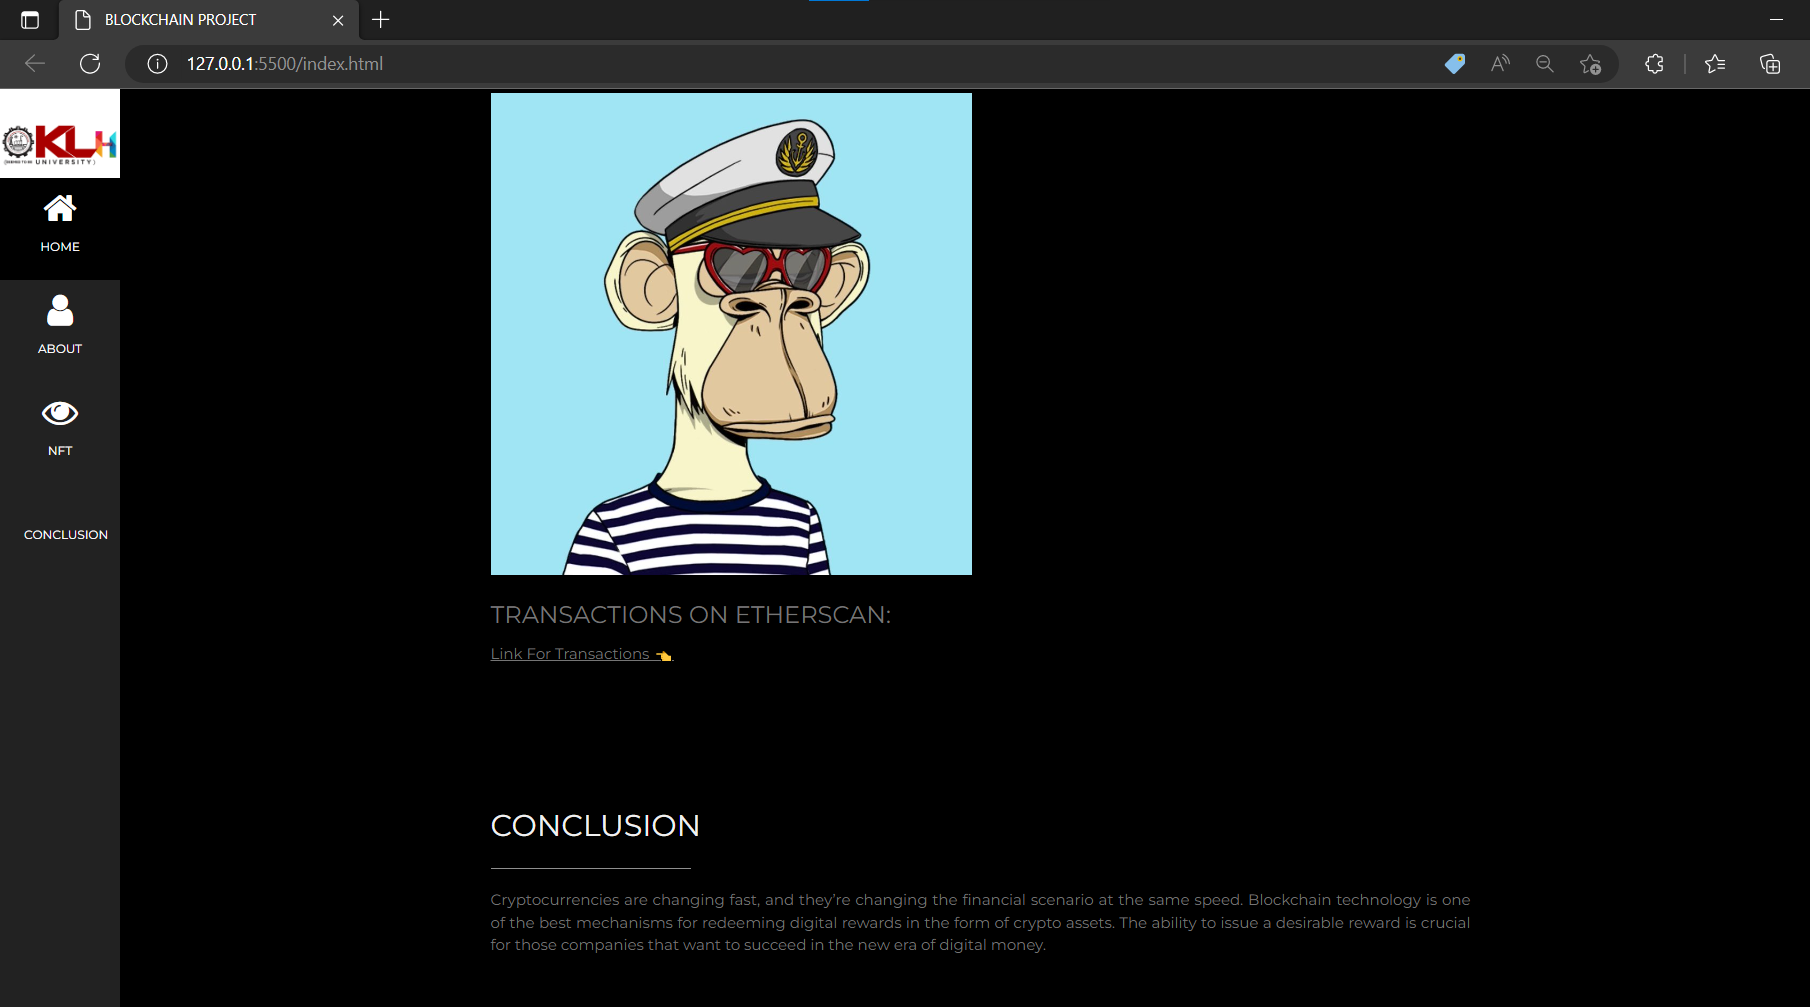 BLOCKCHAIN PROJECT
127.0.0.1:5500/index.html
KLH
UNIVERSITY
HOME
ABOUT
NFT
CONCLUSION
TRANSACTIONS ON ETHERSCAN:
Link For Transactions 👈
CONCLUSION
Cryptocurrencies are changing fast, and they’re changing the financial scenario at the same speed. Blockchain technology is one
of the best mechanisms for redeeming digital rewards in the form of crypto assets. The ability to issue a desirable reward is crucial
for those companies that want to succeed in the new era of digital money.